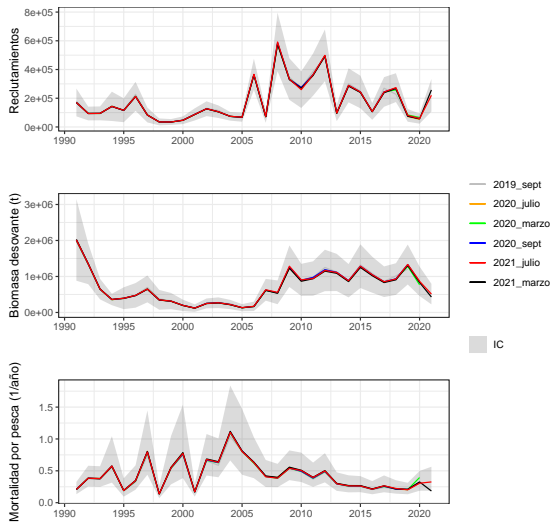 Reclutamientos
8e+05
6e+05
4e+05
2e+05
0e+00
1990 1995 2000 2005 2010 2015 2020
Biomasa desovante (t)
3e+06
2e+06
1e+06
0e+00
1990 1995 2000 2005 2010 2015 2020
2019_sept
2020_julio
2020_marzo
2020_sept
2021_julio
2021_marzo
IC
Mortalidad por pesca (1/año)
1.5
1.0
0.5
0.0
1990 1995 2000 2005 2010 2015 2020